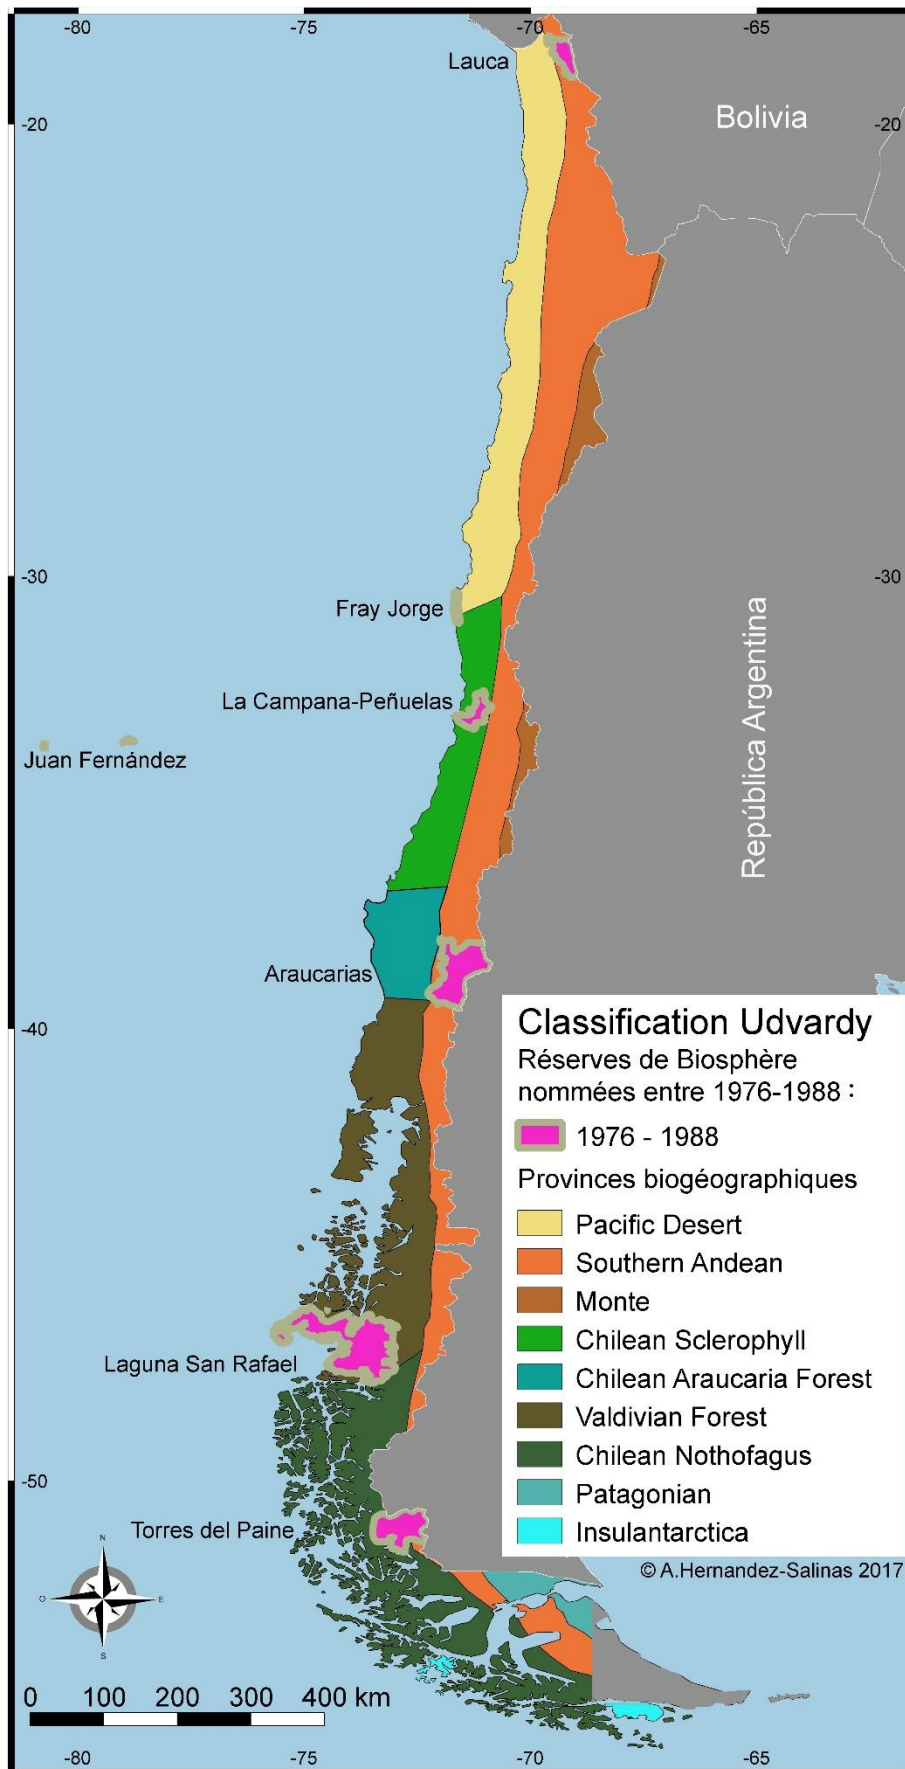 -80 -75 -70 -65
Lauca
Bolivia
-20 -20
-30 -30
Fray Jorge
República Argentina
La Campana-Peñuelas
Juan Fernández
Araucarias
-40
Classification Udvardy
Réserves de Biosphère
nommées entre 1976-1988 :
1976 - 1988
Provinces biogéographiques
Pacific Desert
Southern Andean
Monte
Chilean Sclerophyll
Chilean Araucaria Forest
Valdivian Forest
Chilean Nothofagus
Patagonian
Insulantarctica
Laguna San Rafael
-50
Torres del Paine
© A.Hernandez-Salinas 2017
N
O E
S
0 100 200 300 400 km
-80 -75 -70 -65